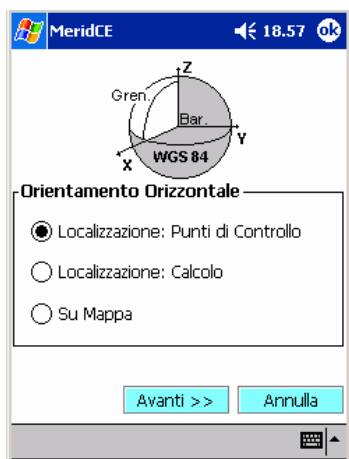 MeridCE 18.57 ok
Z
Gren.
Bar.
Y
X
WGS 84
Orientamento Orizzontale
Localizzazione: Punti di Controllo
Localizzazione: Calcolo
Su Mappa
Avanti >> Annulla